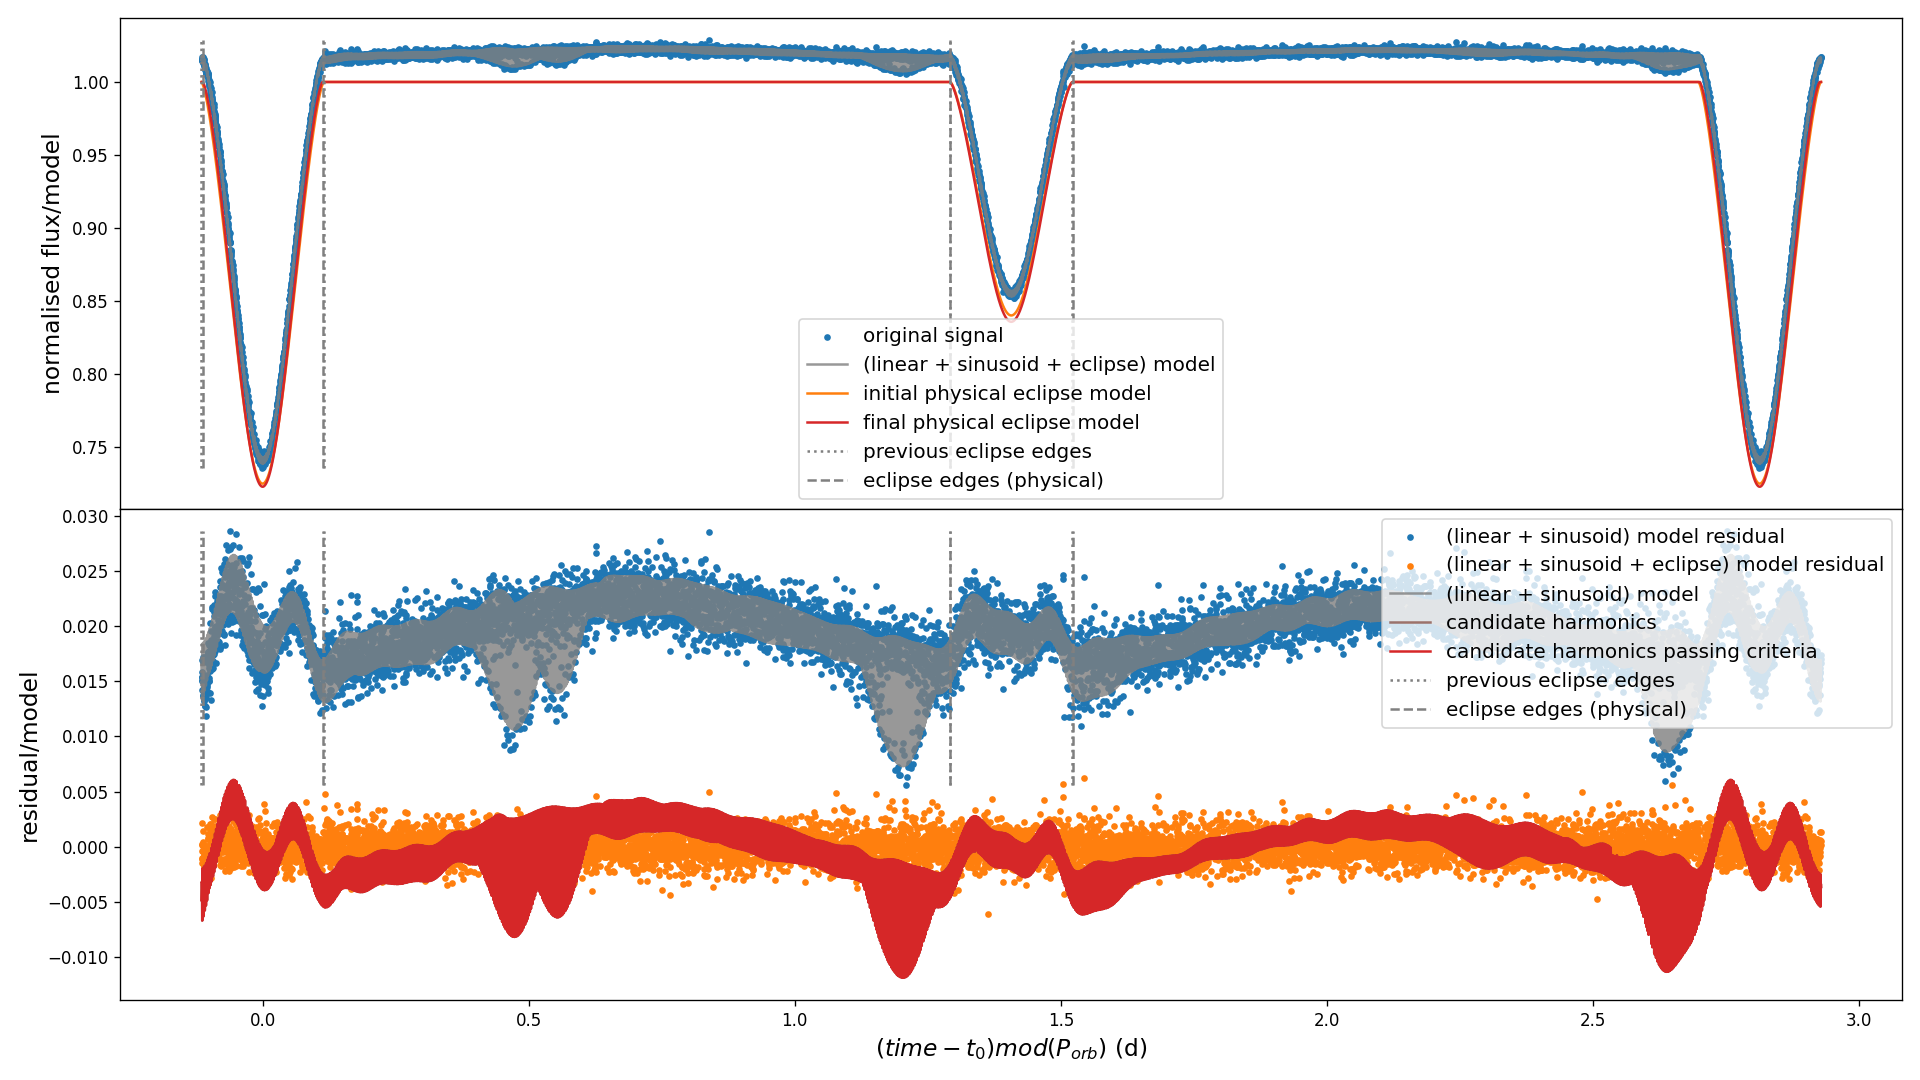 normalised flux/model
1.00
0.95
0.90
0.85
0.80
0.75
original signal
(linear + sinusoid + eclipse) model
initial physical eclipse model
final physical eclipse model
previous eclipse edges
eclipse edges (physical)
residual/model
0.030
0.025
0.020
0.015
0.010
0.005
0.000
−0.005
−0.010
(linear + sinusoid) model residual
(linear + sinusoid + eclipse) model residual
(linear + sinusoid) model
candidate harmonics
candidate harmonics passing criteria
previous eclipse edges
eclipse edges (physical)
0.0 0.5 1.0 1.5 2.0 2.5 3.0
(time − t₀)mod(P_orb) (d)